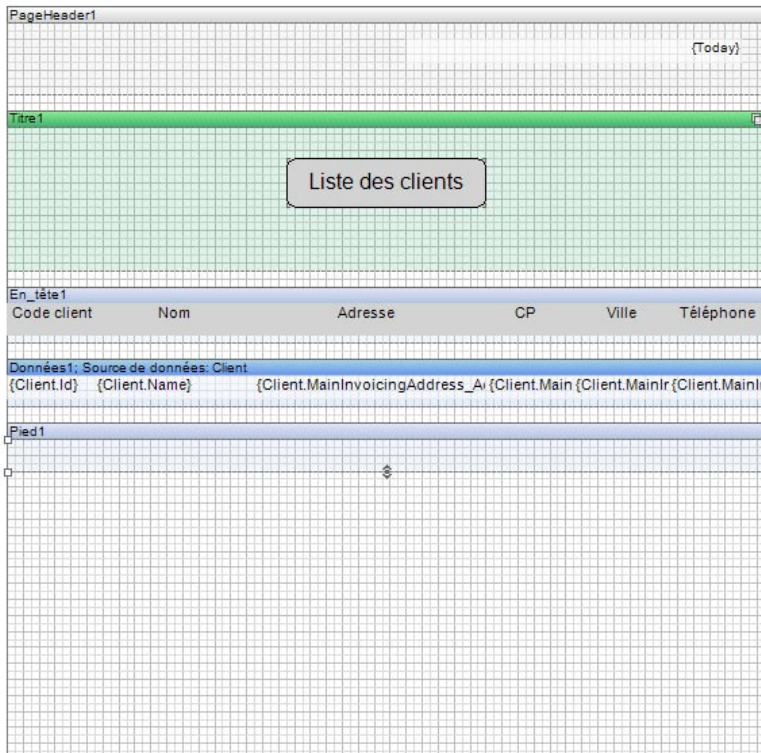 PageHeader1
{Today}
Titre1
Liste des clients
En_tête1
Code client Nom Adresse CP Ville Téléphone
Données1; Source de données: Client
{Client.Id} {Client.Name} {Client.MainInvoicingAddress_A {Client.Main {Client.MainIr {Client.MainI
Pied1